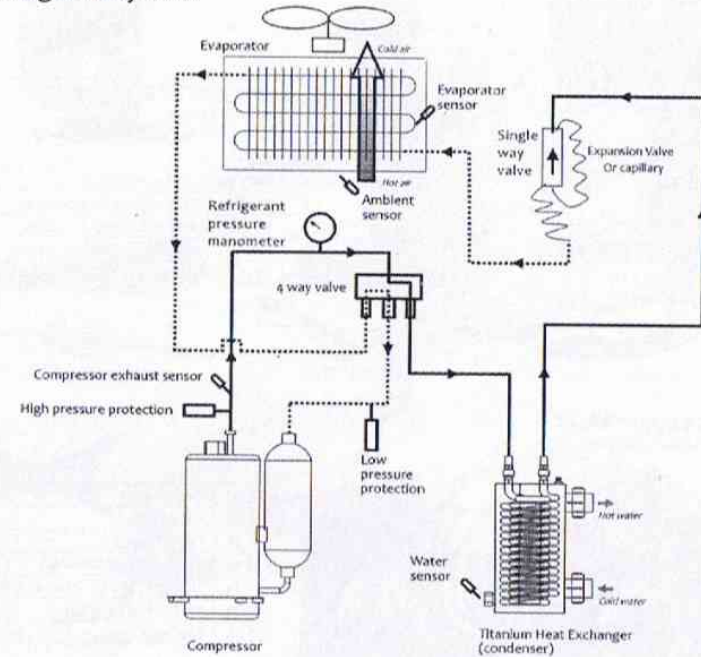 Evaporator
Cold air
Evaporator
sensor
Single
way
valve
Expansion Valve
Or capillary
Hot air
Ambient
sensor
Refrigerant
pressure
manometer
4 way valve
Compressor exhaust sensor
High pressure protection
Low
pressure
protection
Hot water
Water
sensor
Cold water
Titanium Heat Exchanger
(condenser)
Compressor